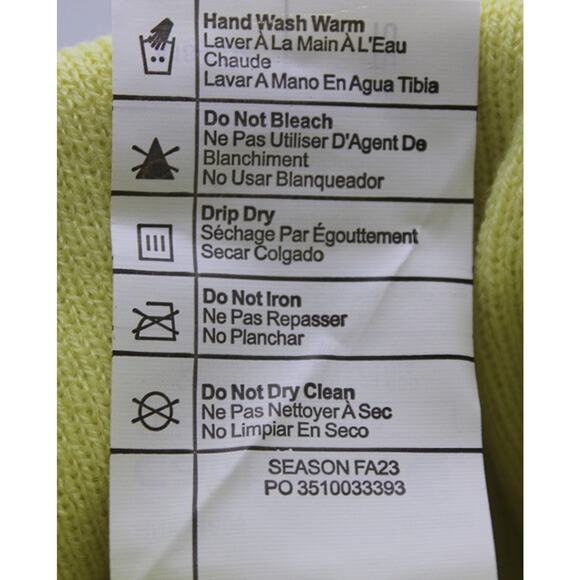 Hand Wash Warm
Laver À La Main À L'Eau
Chaude
Lavar A Mano En Agua Tibia
Do Not Bleach
Ne Pas Utiliser D'Agent De
Blanchiment
No Usar Blanqueador
Drip Dry
Séchage Par Égouttement
Secar Colgado
Do Not Iron
Ne Pas Repasser
No Planchar
Do Not Dry Clean
Ne Pas Nettoyer À Sec
No Limpiar En Seco
SEASON FA23
PO 3510033393